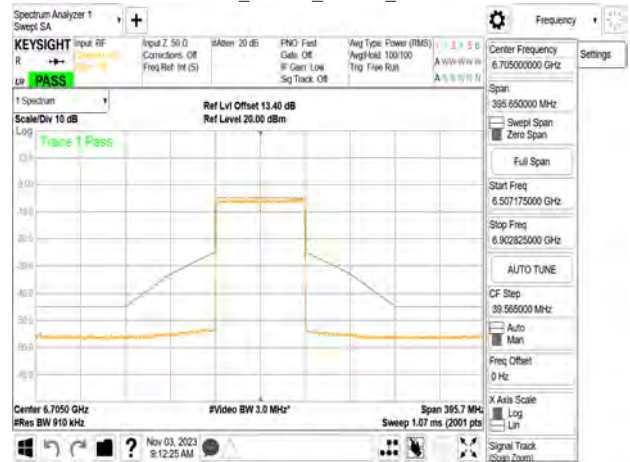 Spectrum Analyzer 1
Swept SA
+
Frequency
KEYSIGHT
R
PASS
Input: RF
Input Z: 50 Ω
Corrections: Off
Freq Ref: Int (S)
#Atten: 20 dB
PNO: Fast
Gate: Off
IF Gain: Low
Sig Track: Off
Avg Type: Power (RMS)
Avg|Hold: 100/100
Trig: Free Run
1 Spectrum
Scale/Div 10 dB
Log
Ref Lvl Offset 13.40 dB
Ref Level 20.00 dBm
Trace 1 Pass
Center 6.7050 GHz
#Res BW 910 kHz
#Video BW 3.0 MHz*
Span 395.7 MHz
Sweep 1.07 ms (2001 pts)
Nov 03, 2023
9:12:25 AM
Center Frequency
6.705000000 GHz
Settings
Span
395.650000 MHz
Swept Span
Zero Span
Full Span
Start Freq
6.507175000 GHz
Stop Freq
6.902825000 GHz
AUTO TUNE
CF Step
39.565000 MHz
Auto
Man
Freq Offset
0 Hz
X Axis Scale
Log
Lin
Signal Track
(Span Zoom)